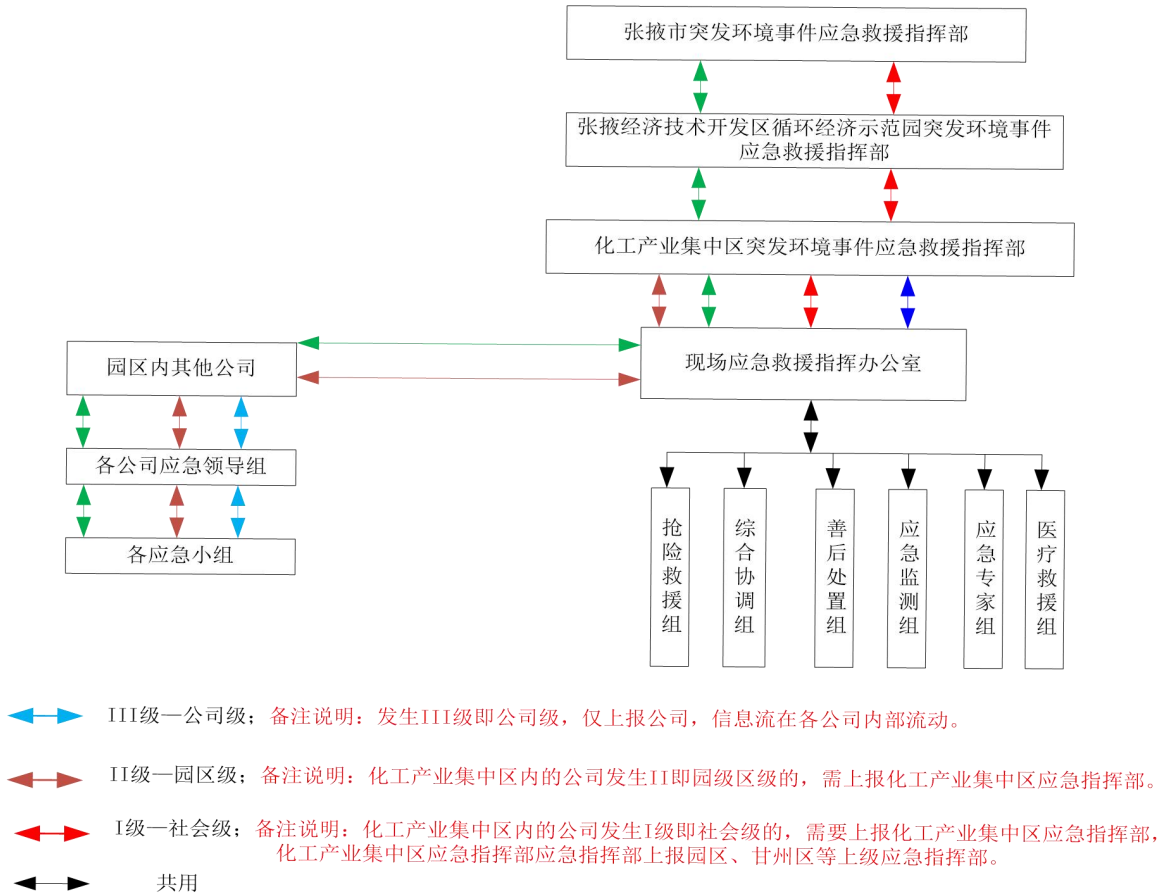 张掖市突发环境事件应急救援指挥部
张掖经济技术开发区循环经济示范园突发环境事件
应急救援指挥部
化工产业集中区突发环境事件应急救援指挥部
现场应急救援指挥办公室
园区内其他公司
各公司应急领导组
各应急小组
抢险救援组
综合协调组
善后处置组
应急监测组
应急专家组
医疗救援组
III级—公司级；备注说明：发生III级即公司级，仅上报公司，信息流在各公司内部流动。
II级—园区级；备注说明：化工产业集中区内的公司发生II即园级区级的，需上报化工产业集中区应急指挥部。
I级—社会级；备注说明：化工产业集中区内的公司发生I级即社会级的，需要上报化工产业集中区应急指挥部，
化工产业集中区应急指挥部应急指挥部上报园区、甘州区等上级应急指挥部。
共用